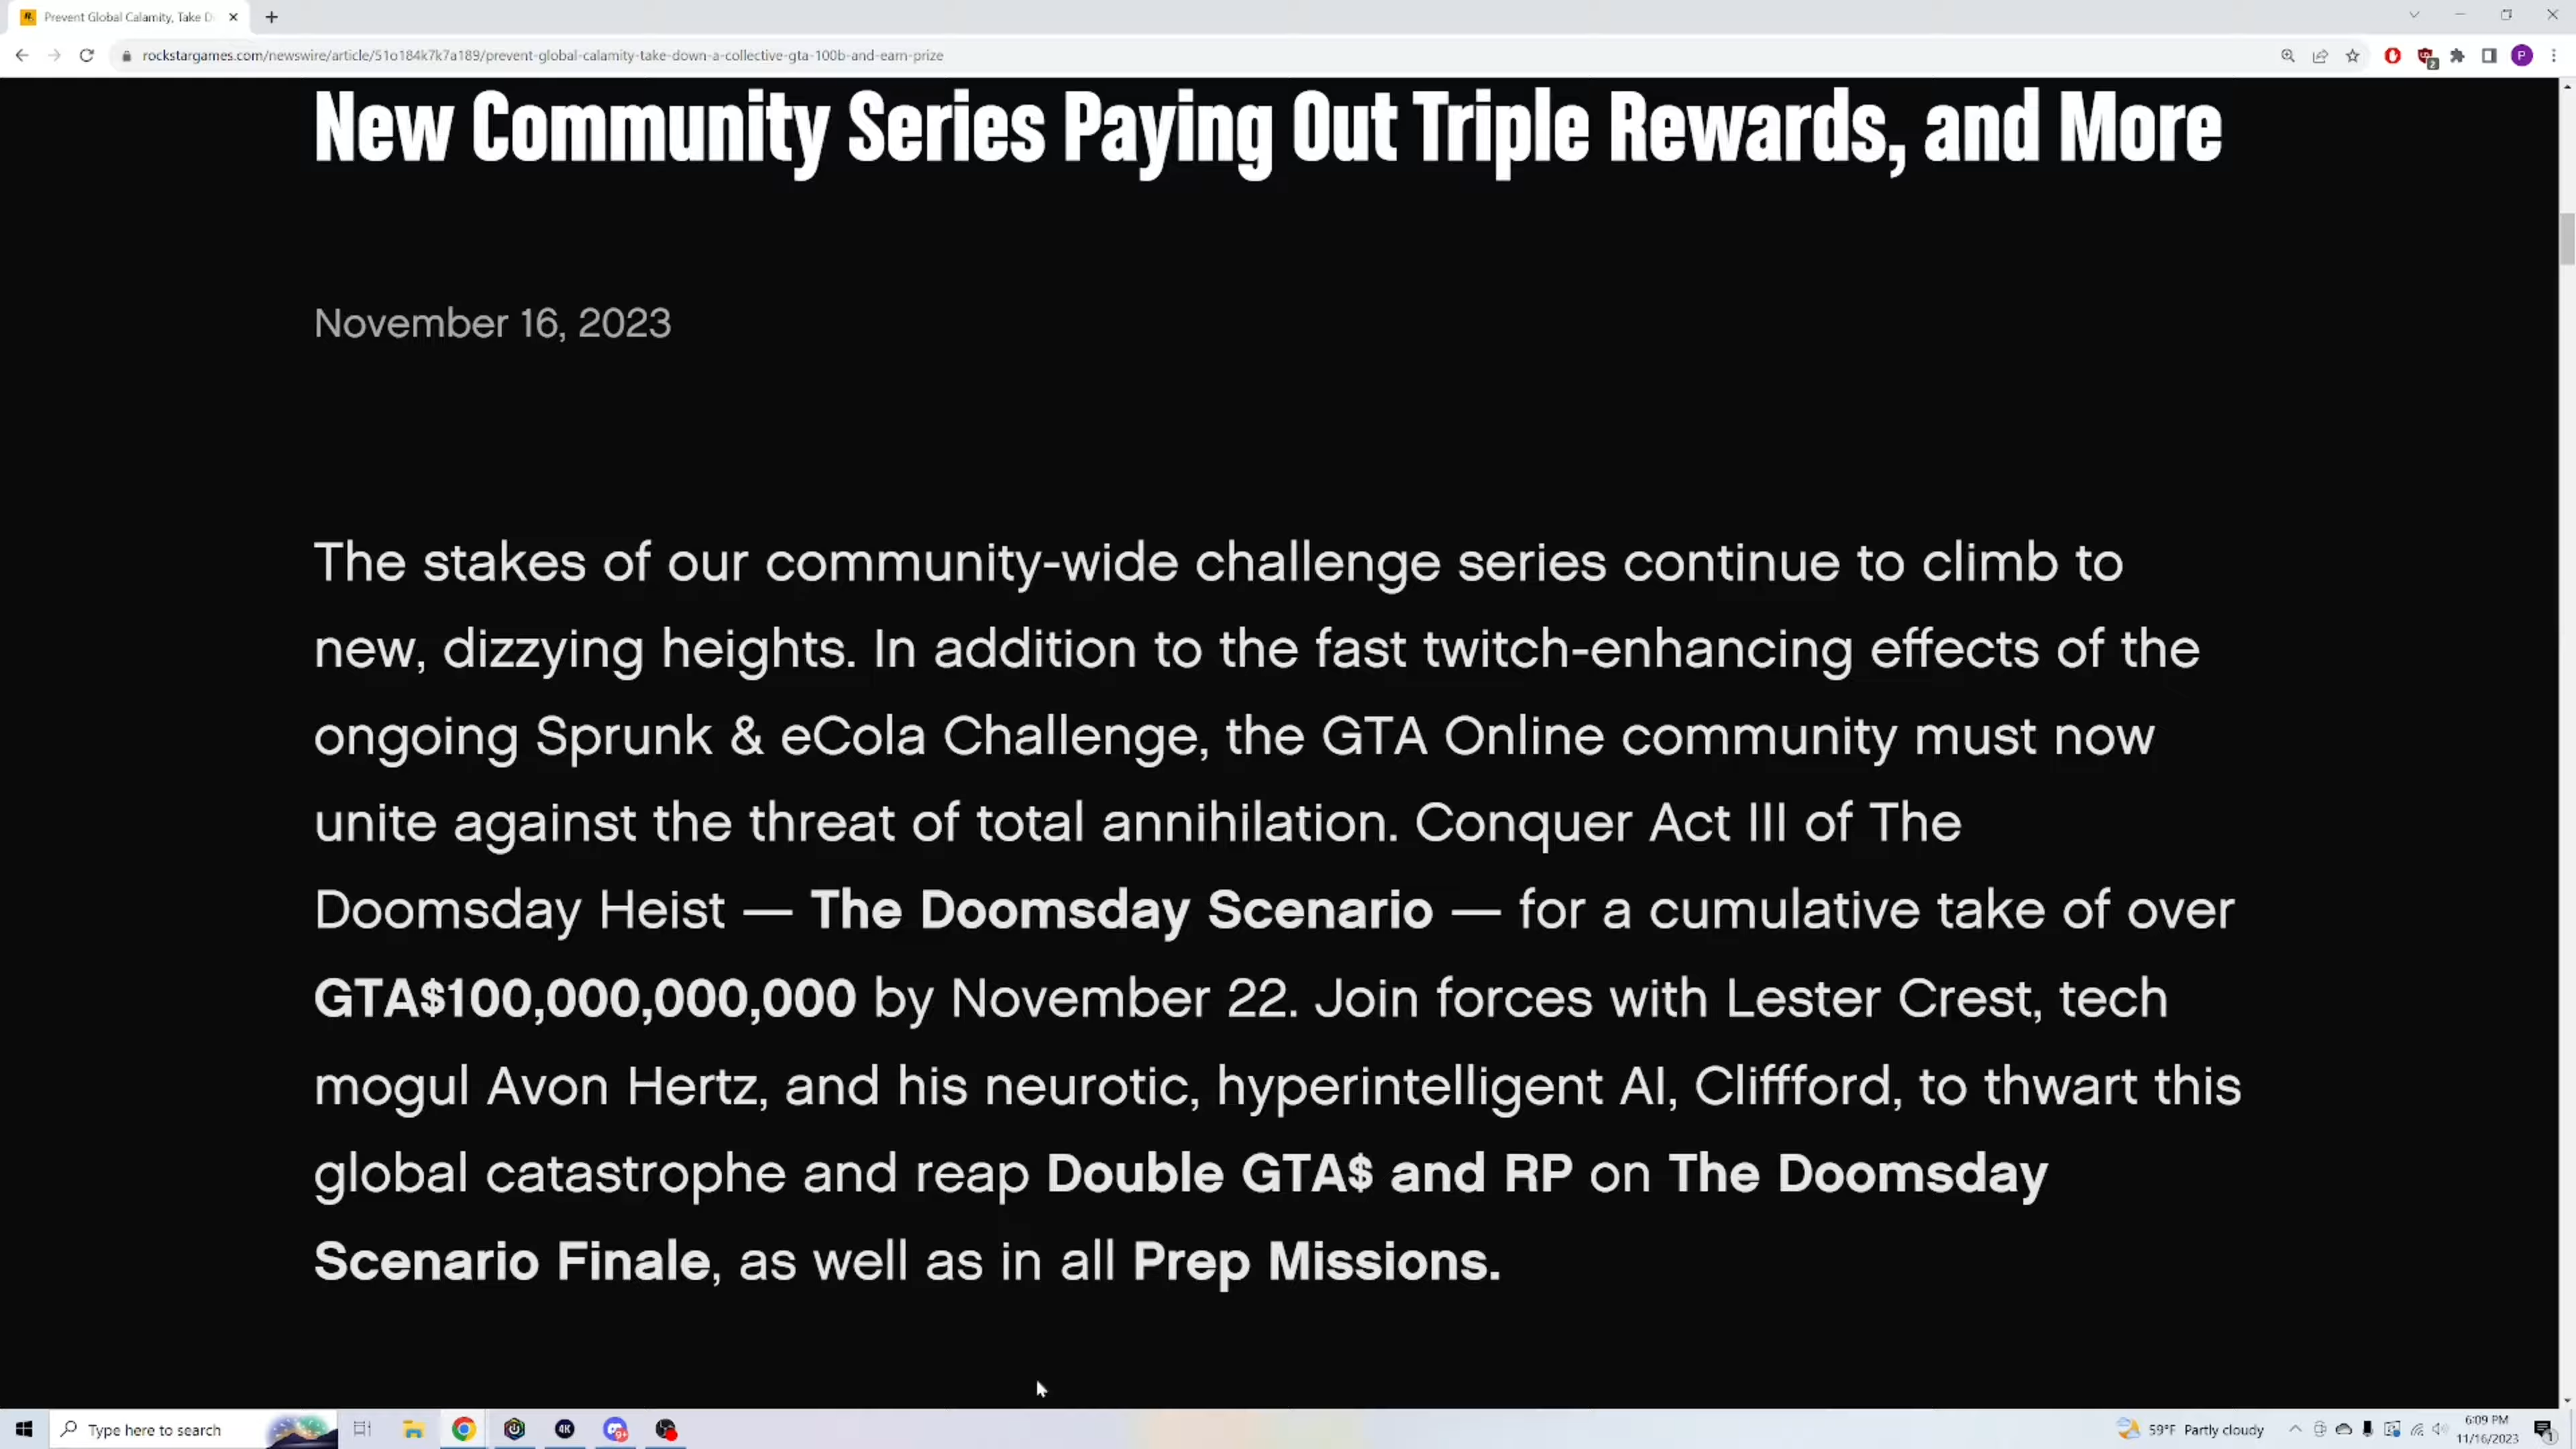 Prevent Global Calamity, Take D
rockstargames.com/newswire/article/51o184k7k7a189/prevent-global-calamity-take-down-a-collective-gta-100b-and-earn-prize
P
2
New Community Series Paying Out Triple Rewards, and More
November 16, 2023
The stakes of our community-wide challenge series continue to climb to
new, dizzying heights. In addition to the fast twitch-enhancing effects of the
ongoing Sprunk & eCola Challenge, the GTA Online community must now
unite against the threat of total annihilation. Conquer Act III of The
Doomsday Heist — The Doomsday Scenario — for a cumulative take of over
GTA$100,000,000,000 by November 22. Join forces with Lester Crest, tech
mogul Avon Hertz, and his neurotic, hyperintelligent AI, Cliffford, to thwart this
global catastrophe and reap Double GTA$ and RP on The Doomsday
Scenario Finale, as well as in all Prep Missions.
Type here to search
4K
9+
59°F Partly cloudy
6:09 PM
11/16/2023
1